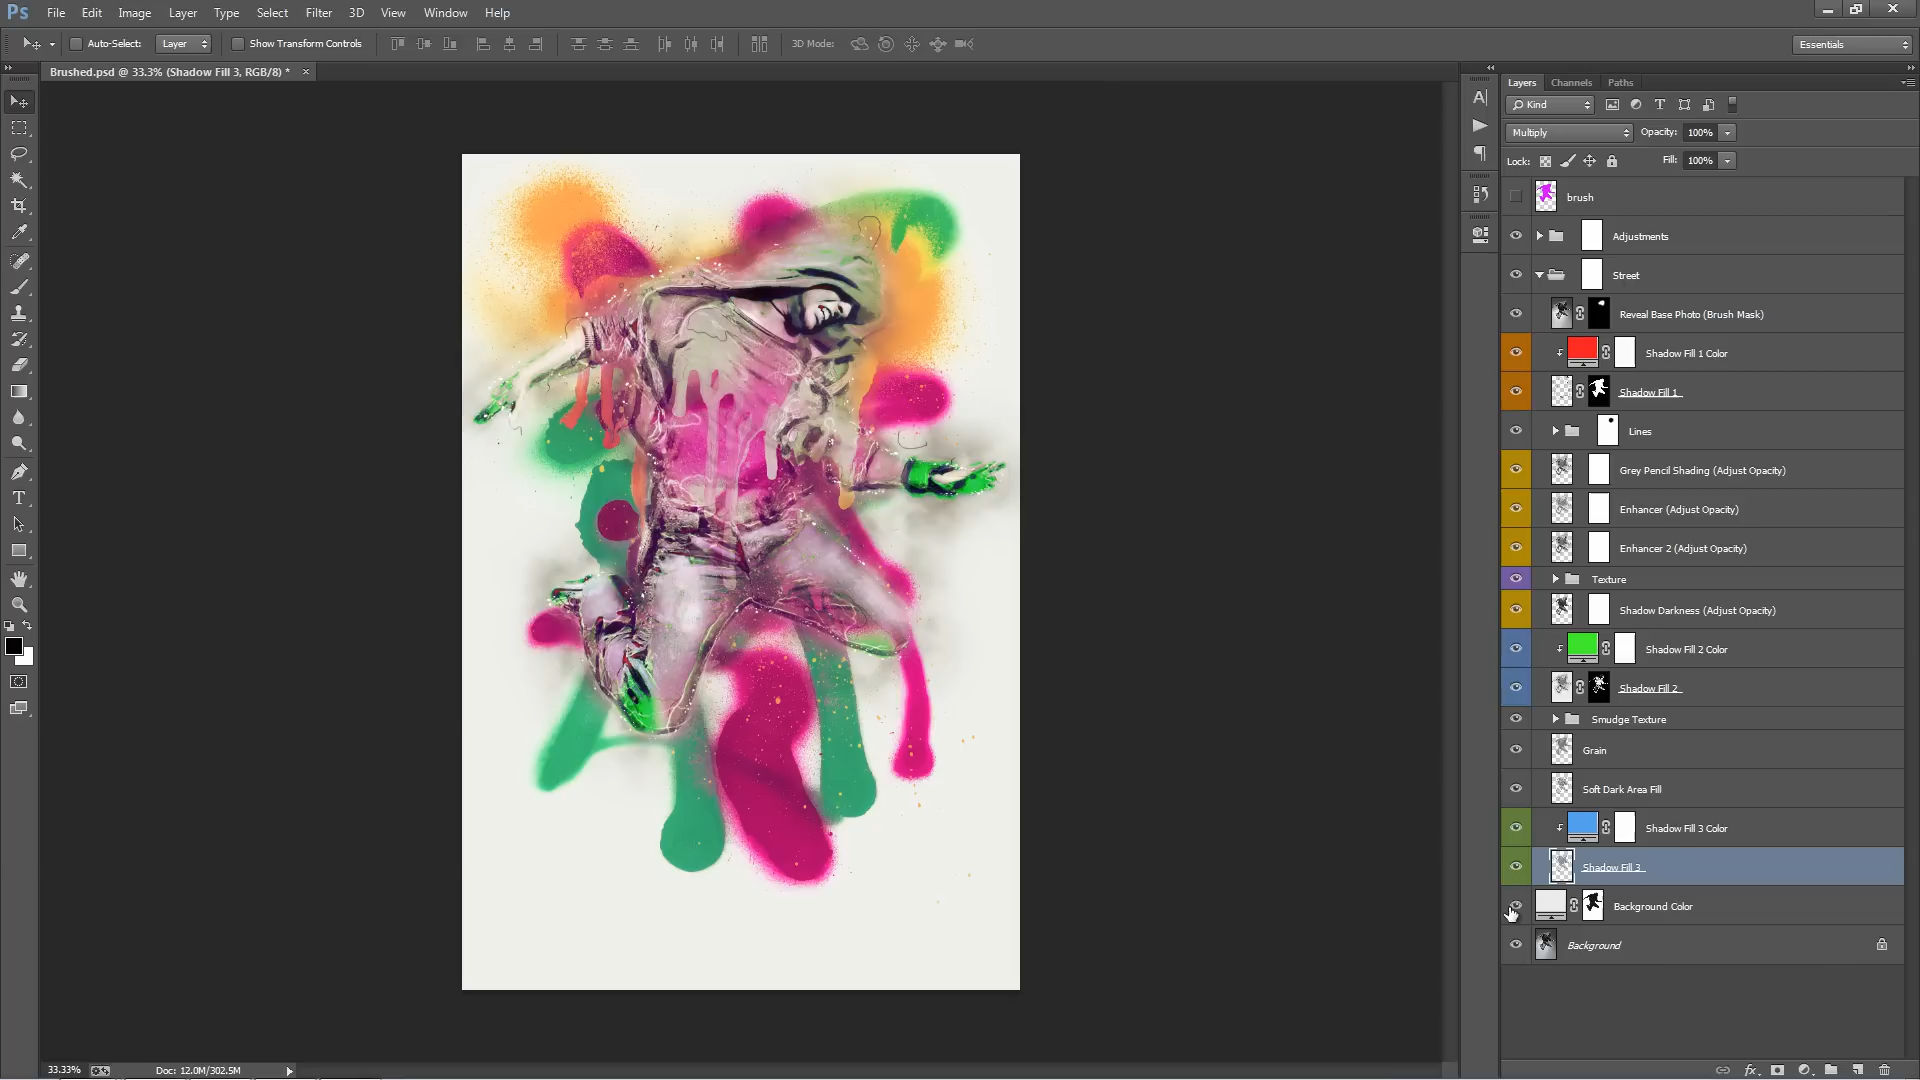 Ps File Edit Image Layer Type Select Filter 3D View Window Help
Auto-Select: Layer Show Transform Controls 3D Mode: Essentials
Brushed.psd @ 33.3% (Shadow Fill 3, RGB/8) * ×
Layers Channels Paths
Kind
Multiply Opacity: 100%
Lock: Fill: 100%
brush
Adjustments
Street
Reveal Base Photo (Brush Mask)
Shadow Fill 1 Color
Shadow Fill 1
Lines
Grey Pencil Shading (Adjust Opacity)
Enhancer (Adjust Opacity)
Enhancer 2 (Adjust Opacity)
Texture
Shadow Darkness (Adjust Opacity)
Shadow Fill 2 Color
Shadow Fill 2
Smudge Texture
Grain
Soft Dark Area Fill
Shadow Fill 3 Color
Shadow Fill 3
Background Color
Background
33.33% Doc: 12.0M/302.5M
fx